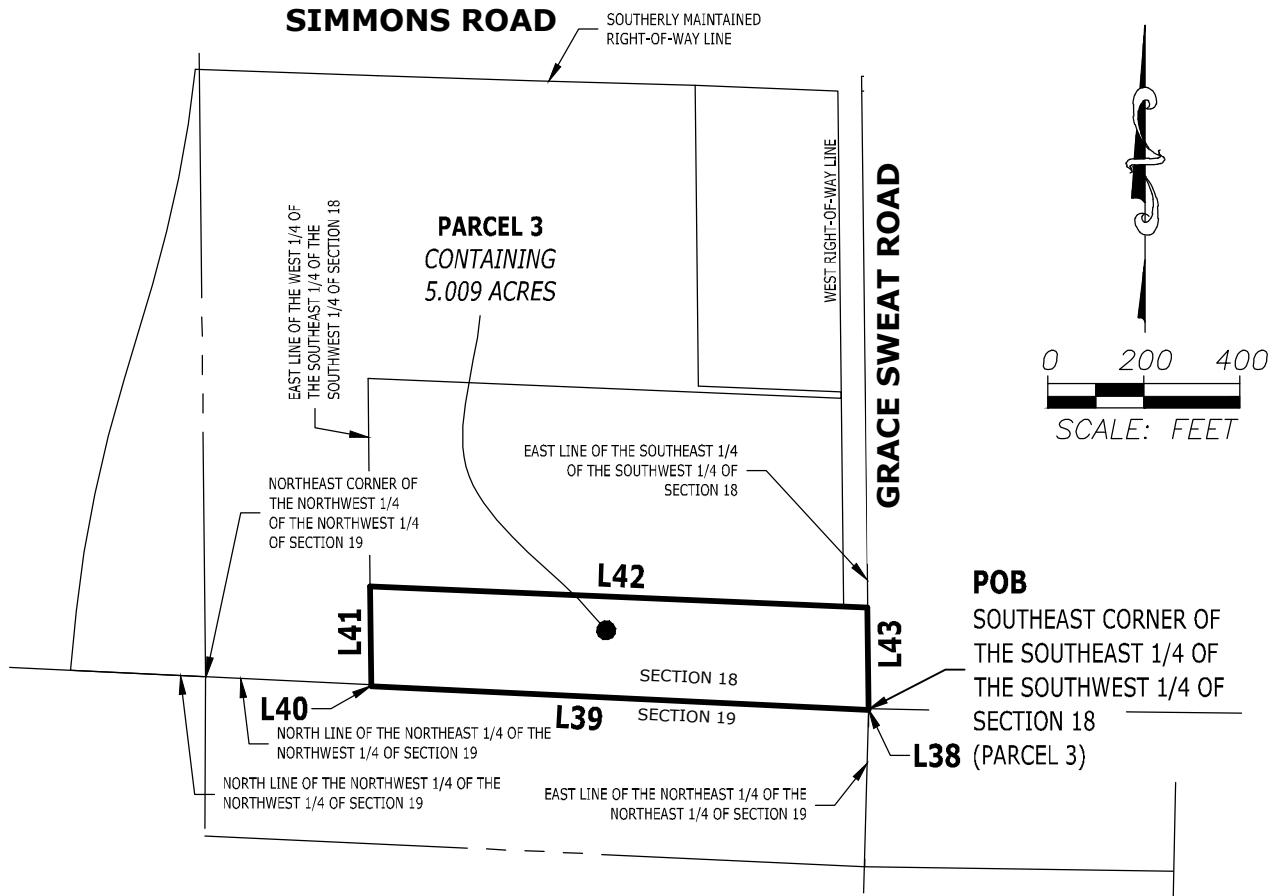 SIMMONS ROAD
SOUTHERLY MAINTAINED
RIGHT-OF-WAY LINE
EAST LINE OF THE WEST 1/4 OF
THE SOUTHEAST 1/4 OF THE
SOUTHWEST 1/4 OF SECTION 18
PARCEL 3
CONTAINING
5.009 ACRES
WEST RIGHT-OF-WAY LINE
GRACE SWEAT ROAD
0 200 400
SCALE: FEET
EAST LINE OF THE SOUTHEAST 1/4
OF THE SOUTHWEST 1/4 OF
SECTION 18
NORTHEAST CORNER OF
THE NORTHWEST 1/4
OF THE NORTHWEST 1/4
OF SECTION 19
L42
L41
L43
SECTION 18
SECTION 19
L40
L39
L38
POB
SOUTHEAST CORNER OF
THE SOUTHEAST 1/4 OF
THE SOUTHWEST 1/4 OF
SECTION 18
(PARCEL 3)
NORTH LINE OF THE NORTHEAST 1/4 OF THE
NORTHWEST 1/4 OF SECTION 19
NORTH LINE OF THE NORTHWEST 1/4 OF THE
NORTHWEST 1/4 OF SECTION 19
EAST LINE OF THE NORTHEAST 1/4 OF THE
NORTHEAST 1/4 OF SECTION 19